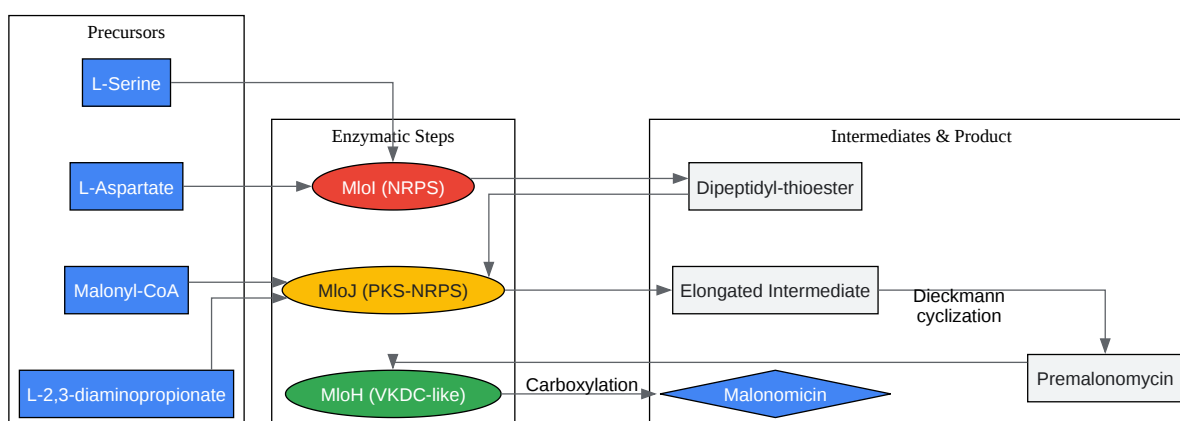 Precursors
L-Serine
Enzymatic Steps
Intermediates & Product
L-Aspartate
MloI (NRPS)
Dipeptidyl-thioester
Malonyl-CoA
MloJ (PKS-NRPS)
Elongated Intermediate
Dieckmann
cyclization
L-2,3-diaminopropionate
MloH (VKDC-like)
Carboxylation
Malonomicin
Premalonomycin